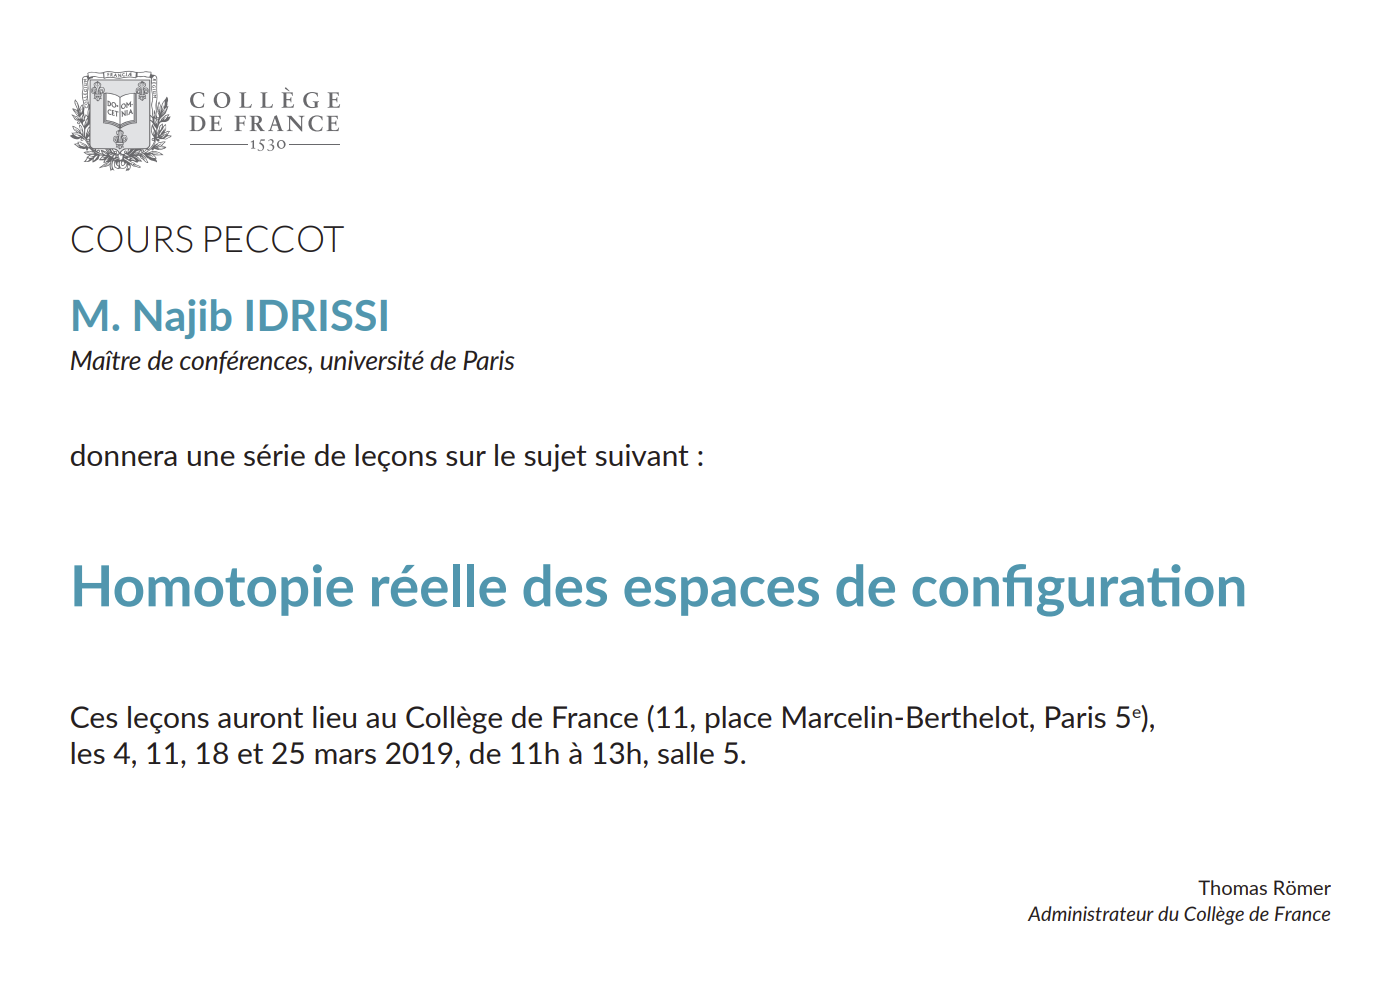 FRANCIÆ
DO- OM-
CET NIA
COLLÈGE
DE FRANCE
1530
COURS PECCOT
M. Najib IDRISSI
Maître de conférences, université de Paris
donnera une série de leçons sur le sujet suivant :
Homotopie réelle des espaces de configuration
Ces leçons auront lieu au Collège de France (11, place Marcelin-Berthelot, Paris 5ᵉ),
les 4, 11, 18 et 25 mars 2019, de 11h à 13h, salle 5.
Thomas Römer
Administrateur du Collège de France